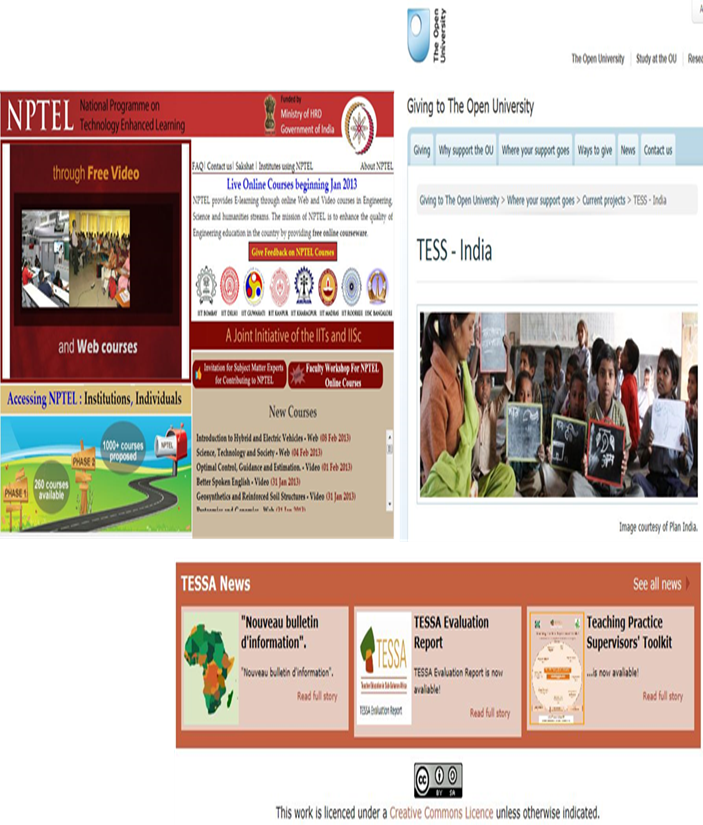 NPTEL
National Programme on
Technology Enhanced Learning
Funded by
Ministry of HRD
Government of India
through Free Video
and Web courses
FAQ| Contact us| Sakshat | Institutes using NPTEL
About NPTEL
Live Online Courses beginning Jan 2013
NPTEL provides E-learning through online Web and Video courses in Engineering,
Science and humanities streams. The mission of NPTEL is to enhance the quality of
Engineering education in the country by providing free online courseware.
Give Feedback on NPTEL Courses
IIT BOMBAY IIT DELHI IIT GUWAHATI IIT KANPUR IIT KHARAGPUR IIT MADRAS IIT ROORKEE IISC BANGALORE
A Joint Initiative of the IITs and IISc
Invitation for Subject Matter Experts
for Contributing to NPTEL
Faculty Workshop For NPTEL
Online Courses
New Courses
Introduction to Hybrid and Electric Vehicles - Web (08 Feb 2013)
Science, Technology and Society - Web (04 Feb 2013)
Optimal Control, Guidance and Estimation. - Video (01 Feb 2013)
Better Spoken English - Video (31 Jan 2013)
Geosynthetics and Reinforced Soil Structures - Video (31 Jan 2013)
Accessing NPTEL : Institutions, Individuals
PHASE 1
260 courses
available
PHASE 2
1000+ courses
proposed
NPTEL
The Open
University
The Open University
Study at the OU
Giving to The Open University
Giving
Why support the OU
Where your support goes
Ways to give
News
Contact us
Giving to The Open University > Where your support goes > Current projects > TESS - India
TESS - India
Image courtesy of Plan India.
TESSA News
See all news
"Nouveau bulletin
d'information".
"Nouveau bulletin d'information".
Read full story
TESSA
Teacher Education in Sub-Saharan Africa
TESSA Evaluation Report
TESSA Evaluation
Report
TESSA Evaluation Report is now
available!
Read full story
Teaching Practice
Supervisors' Toolkit
...is now available!
Read full story
cc
BY SA
This work is licenced under a Creative Commons Licence unless otherwise indicated.